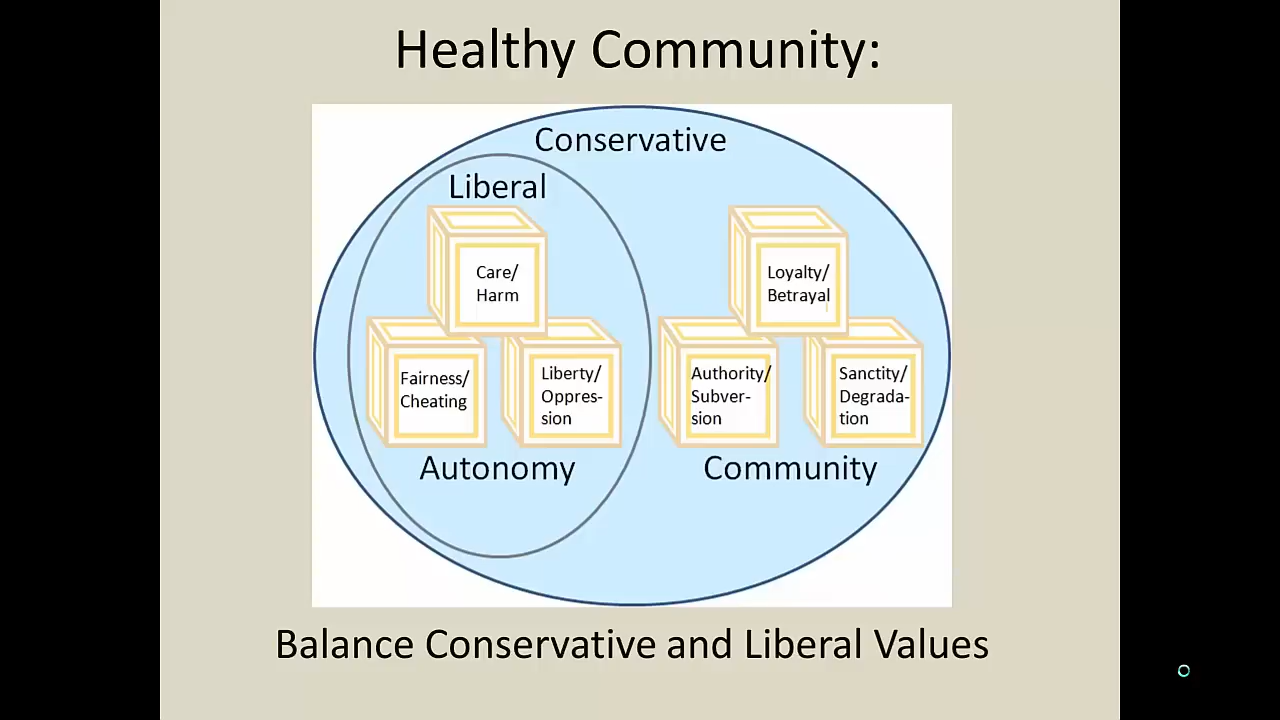 Healthy Community:
Conservative
Liberal
Care/
Harm
Loyalty/
Betrayal
Fairness/
Cheating
Liberty/
Oppres-
sion
Authority/
Subver-
sion
Sanctity/
Degrada-
tion
Autonomy
Community
Balance Conservative and Liberal Values